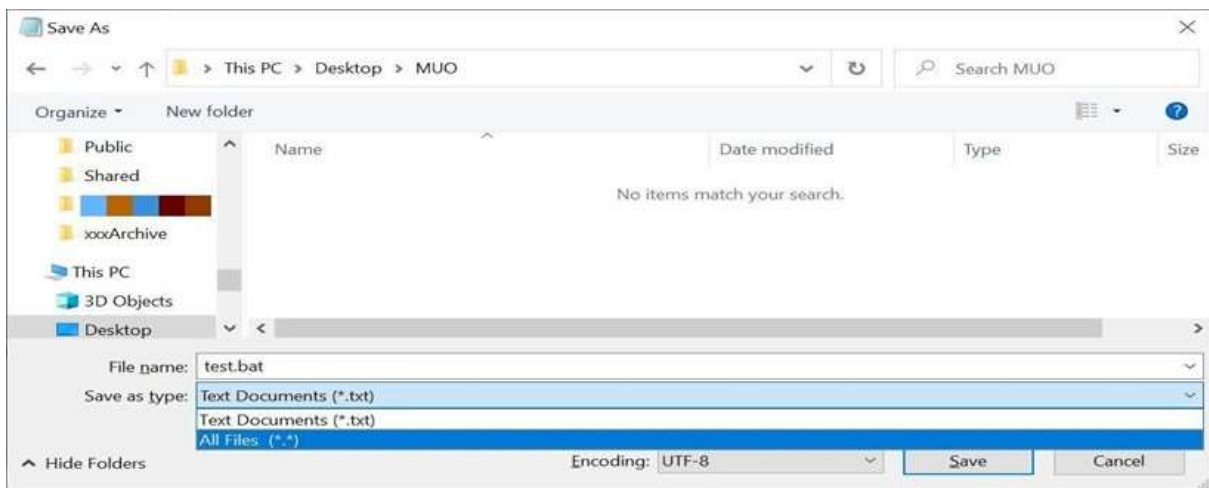 Save As
This PC > Desktop > MUO
Search MUO
Organize
New folder
Public
Shared
xxxArchive
This PC
3D Objects
Desktop
Name
Date modified
Type
Size
No items match your search.
File name: test.bat
Save as type: Text Documents (*.txt)
Text Documents (*.txt)
All Files (*.*)
Hide Folders
Encoding: UTF-8
Save
Cancel